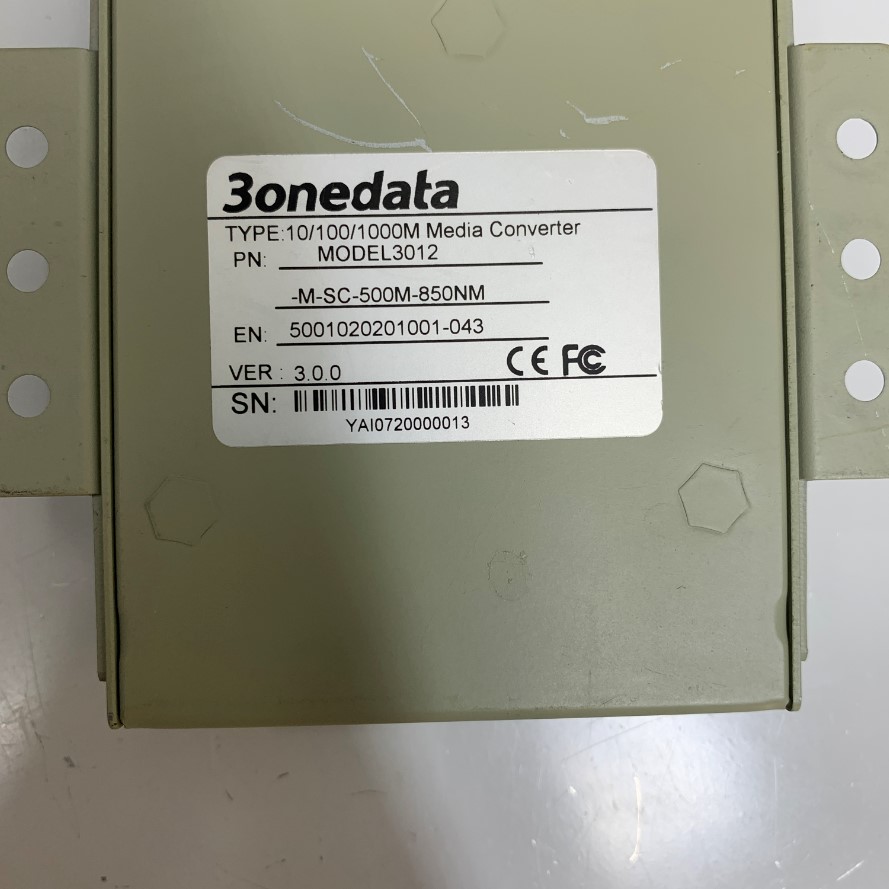 3onedata
TYPE:10/100/1000M Media Converter
PN: MODEL3012
-M-SC-500M-850NM
EN: 5001020201001-043
VER : 3.0.0 CE FC
SN:
YAI0720000013